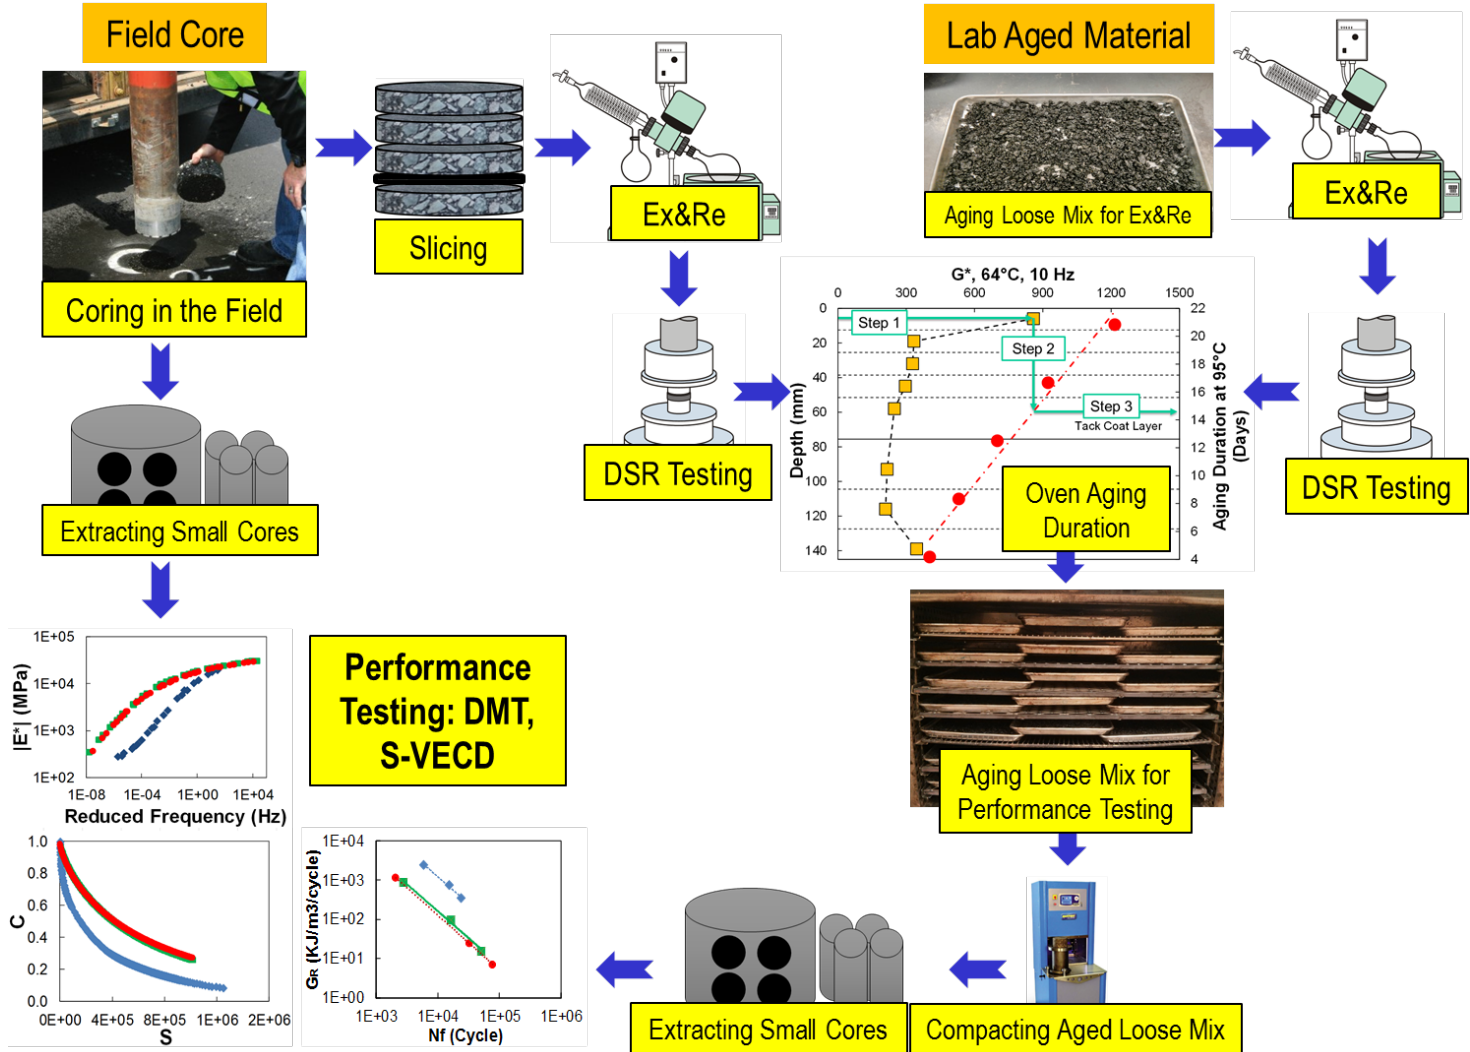 Field Core
Lab Aged Material
Coring in the Field
Slicing
Ex&Re
Aging Loose Mix for Ex&Re
Ex&Re
DSR Testing
G*, 64°C, 10 Hz
0 300 600 900 1200 1500
Depth (mm)
0
20
40
60
80
100
120
140
Step 1
Step 2
Step 3
Tack Coat Layer
22
20
18
16
14
12
10
8
6
4
Aging Duration at 95°C
(Days)
Oven Aging
Duration
DSR Testing
Extracting Small Cores
|E*| (MPa)
1E+05
1E+04
1E+03
1E+02
1E-08 1E-04 1E+00 1E+04
Reduced Frequency (Hz)
Performance
Testing: DMT,
S-VECD
Aging Loose Mix for
Performance Testing
C
1.0
0.8
0.6
0.4
0.2
0.0
0E+00 4E+05 8E+05 1E+06 2E+06
S
GR (KJ/m3/cycle)
1E+04
1E+03
1E+02
1E+01
1E+00
1E+03 1E+04 1E+05 1E+06
Nf (Cycle)
Extracting Small Cores
Compacting Aged Loose Mix